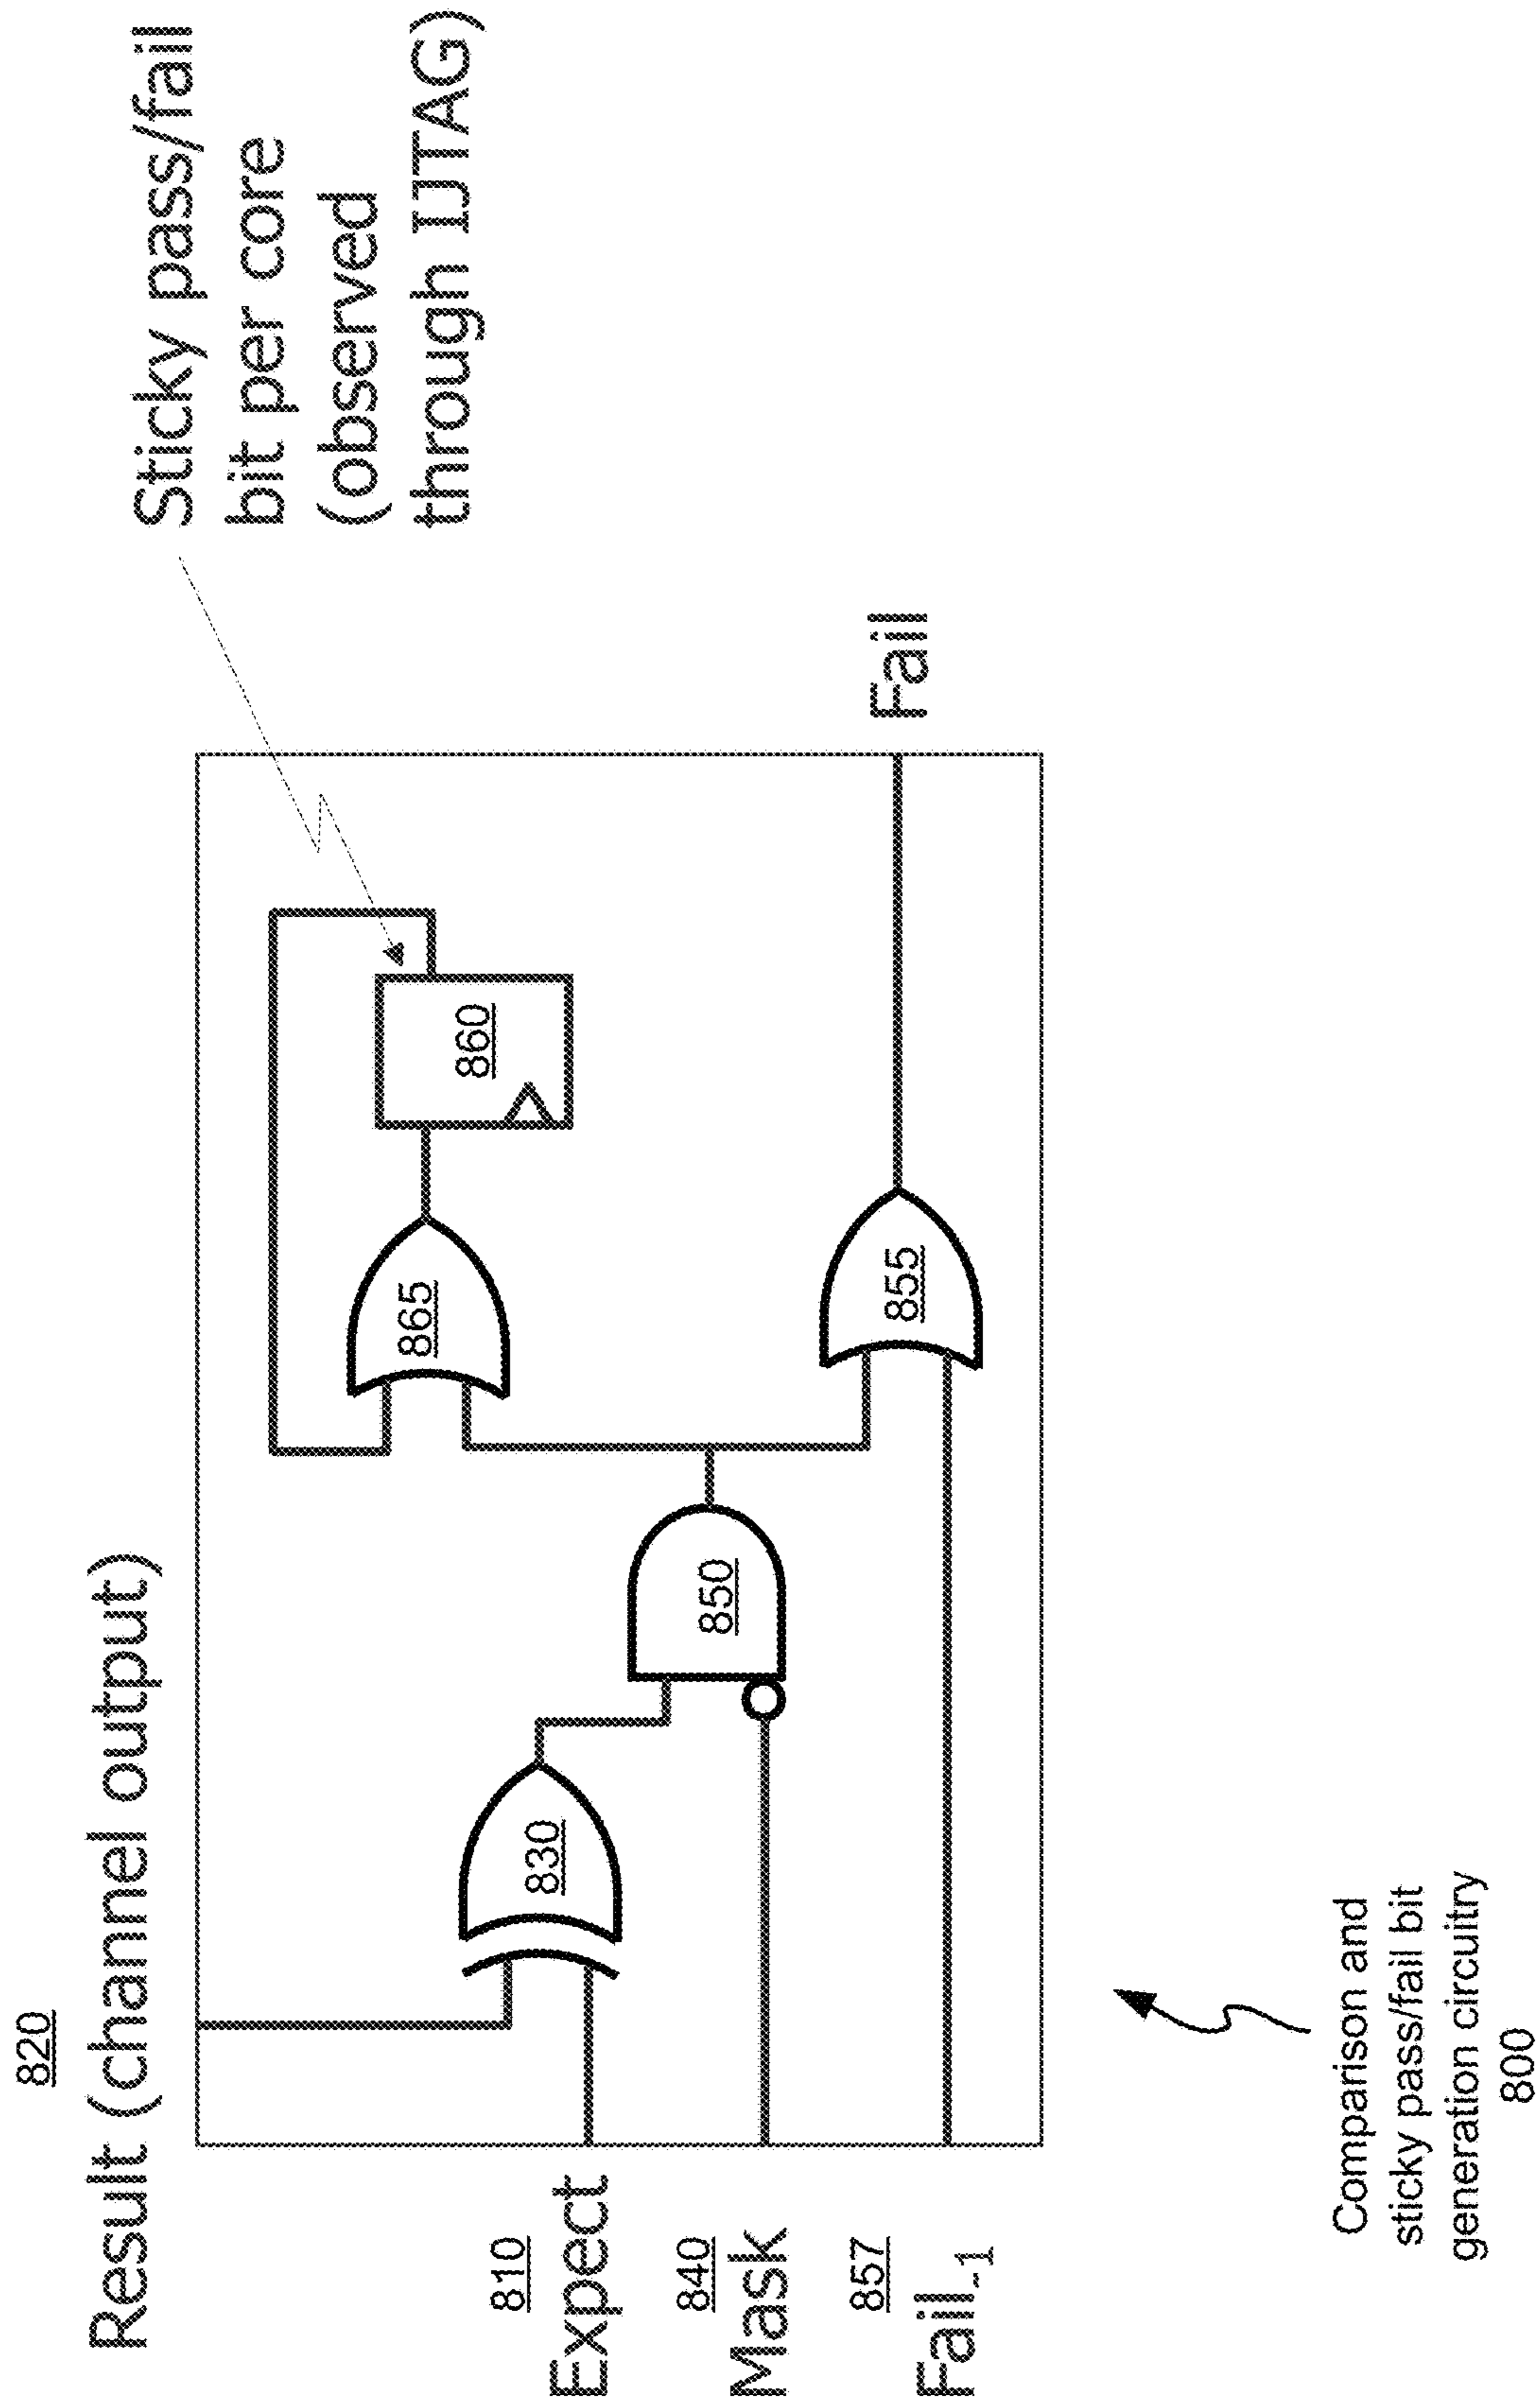 820
Result (channel output)
Sticky pass/fail
bit per core
(observed
through IJTAG)
810
Expect
840
Mask
857
Fail-1
830
850
865
860
855
Fail
Comparison and
sticky pass/fail bit
generation circuitry
800